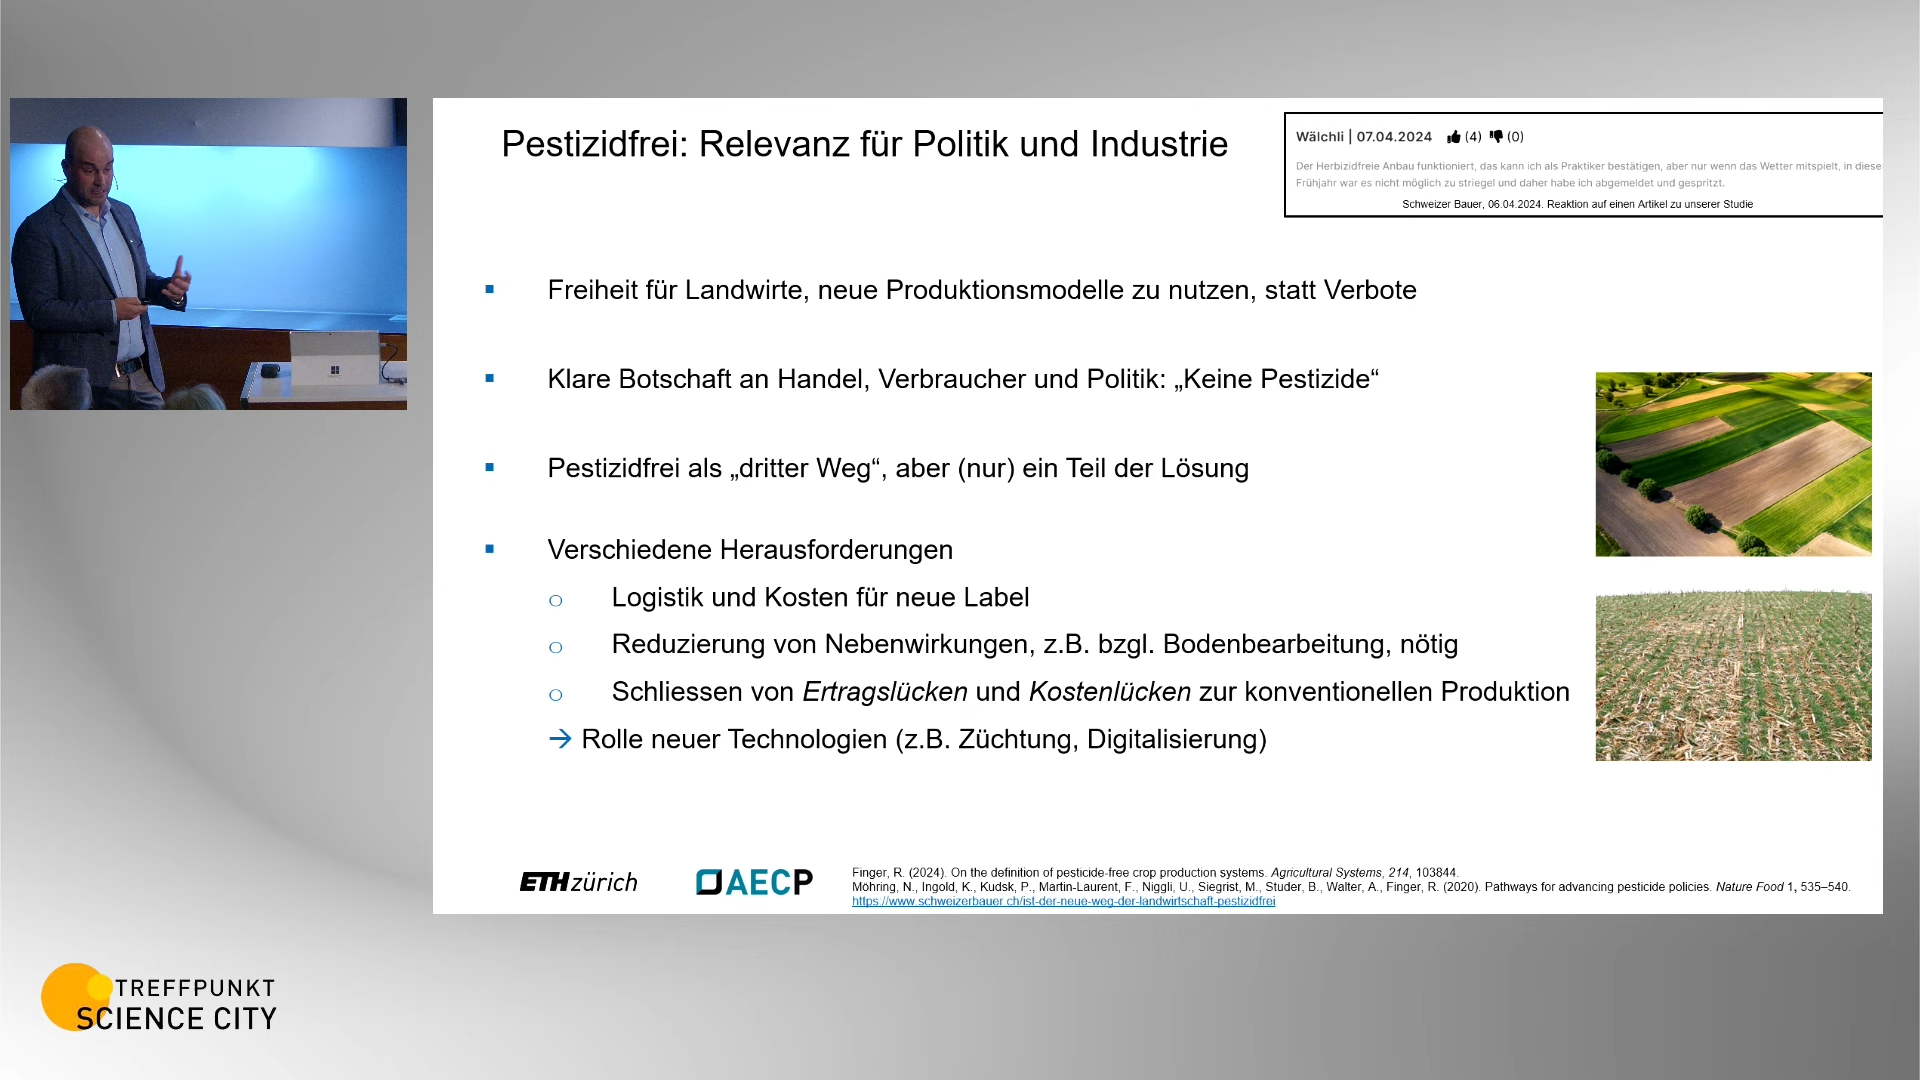 Pestizidfrei: Relevanz für Politik und Industrie
Wälchli | 07.04.2024 (4) (0)
Der Herbizidfreie Anbau funktioniert, das kann ich als Praktiker bestätigen, aber nur wenn das Wetter mitspielt, in diese
Frühjahr war es nicht möglich zu striegel und daher habe ich abgemeldet und gespritzt.
Schweizer Bauer, 06.04.2024. Reaktion auf einen Artikel zu unserer Studie
Freiheit für Landwirte, neue Produktionsmodelle zu nutzen, statt Verbote
Klare Botschaft an Handel, Verbraucher und Politik: „Keine Pestizide“
Pestizidfrei als „dritter Weg“, aber (nur) ein Teil der Lösung
Verschiedene Herausforderungen
Logistik und Kosten für neue Label
Reduzierung von Nebenwirkungen, z.B. bzgl. Bodenbearbeitung, nötig
Schliessen von Ertragslücken und Kostenlücken zur konventionellen Produktion
→ Rolle neuer Technologien (z.B. Züchtung, Digitalisierung)
ETH zürich
AECP
Finger, R. (2024). On the definition of pesticide-free crop production systems. Agricultural Systems, 214, 103844.
Möhring, N., Ingold, K., Kudsk, P., Martin-Laurent, F., Niggli, U., Siegrist, M., Studer, B., Walter, A., Finger, R. (2020). Pathways for advancing pesticide policies. Nature Food 1, 535–540.
https://www.schweizerbauer.ch/ist-der-neue-weg-der-landwirtschaft-pestizidfrei
TREFFPUNKT
SCIENCE CITY